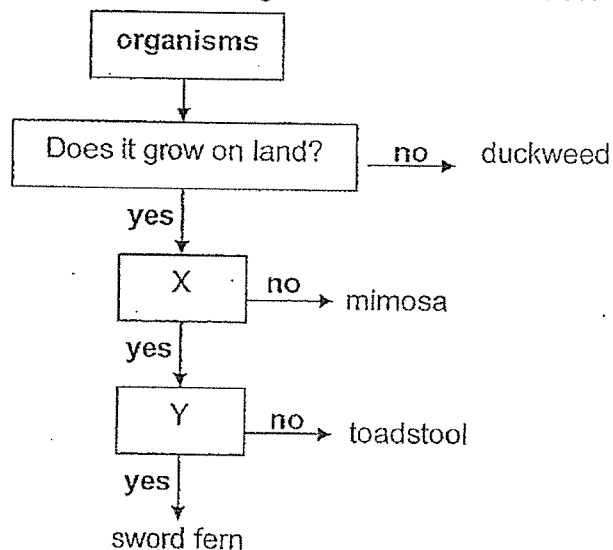 organisms
Does it grow on land?
no
duckweed
yes
X
no
mimosa
yes
Y
no
toadstool
yes
sword fern